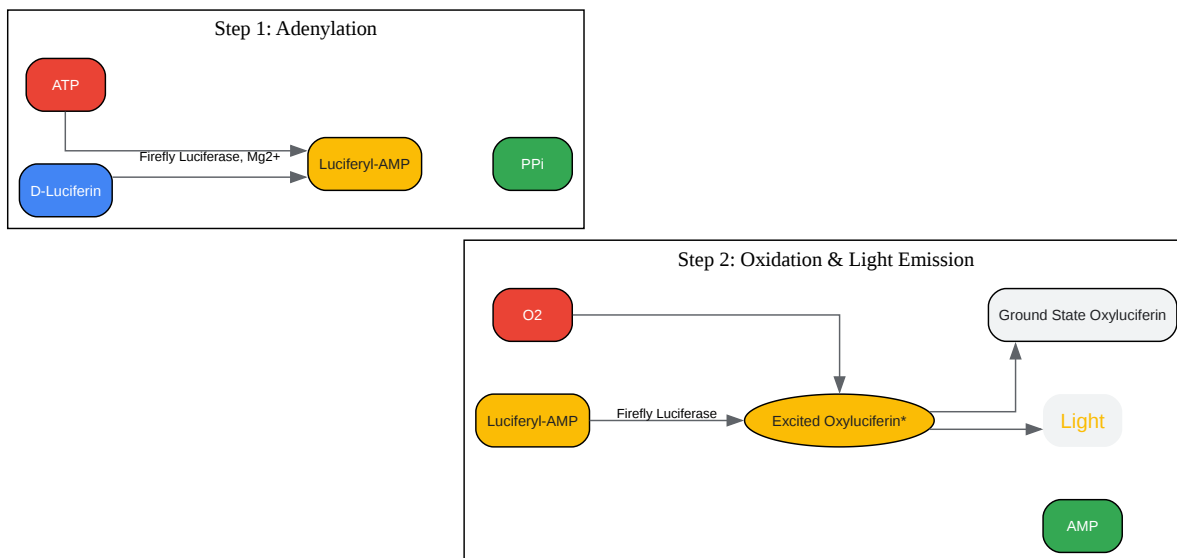 Step 1: Adenylation
ATP
Firefly Luciferase, Mg2+
Luciferyl-AMP
PPi
D-Luciferin
Step 2: Oxidation & Light Emission
O2
Ground State Oxyluciferin
Luciferyl-AMP
Firefly Luciferase
Excited Oxyluciferin*
Light
AMP